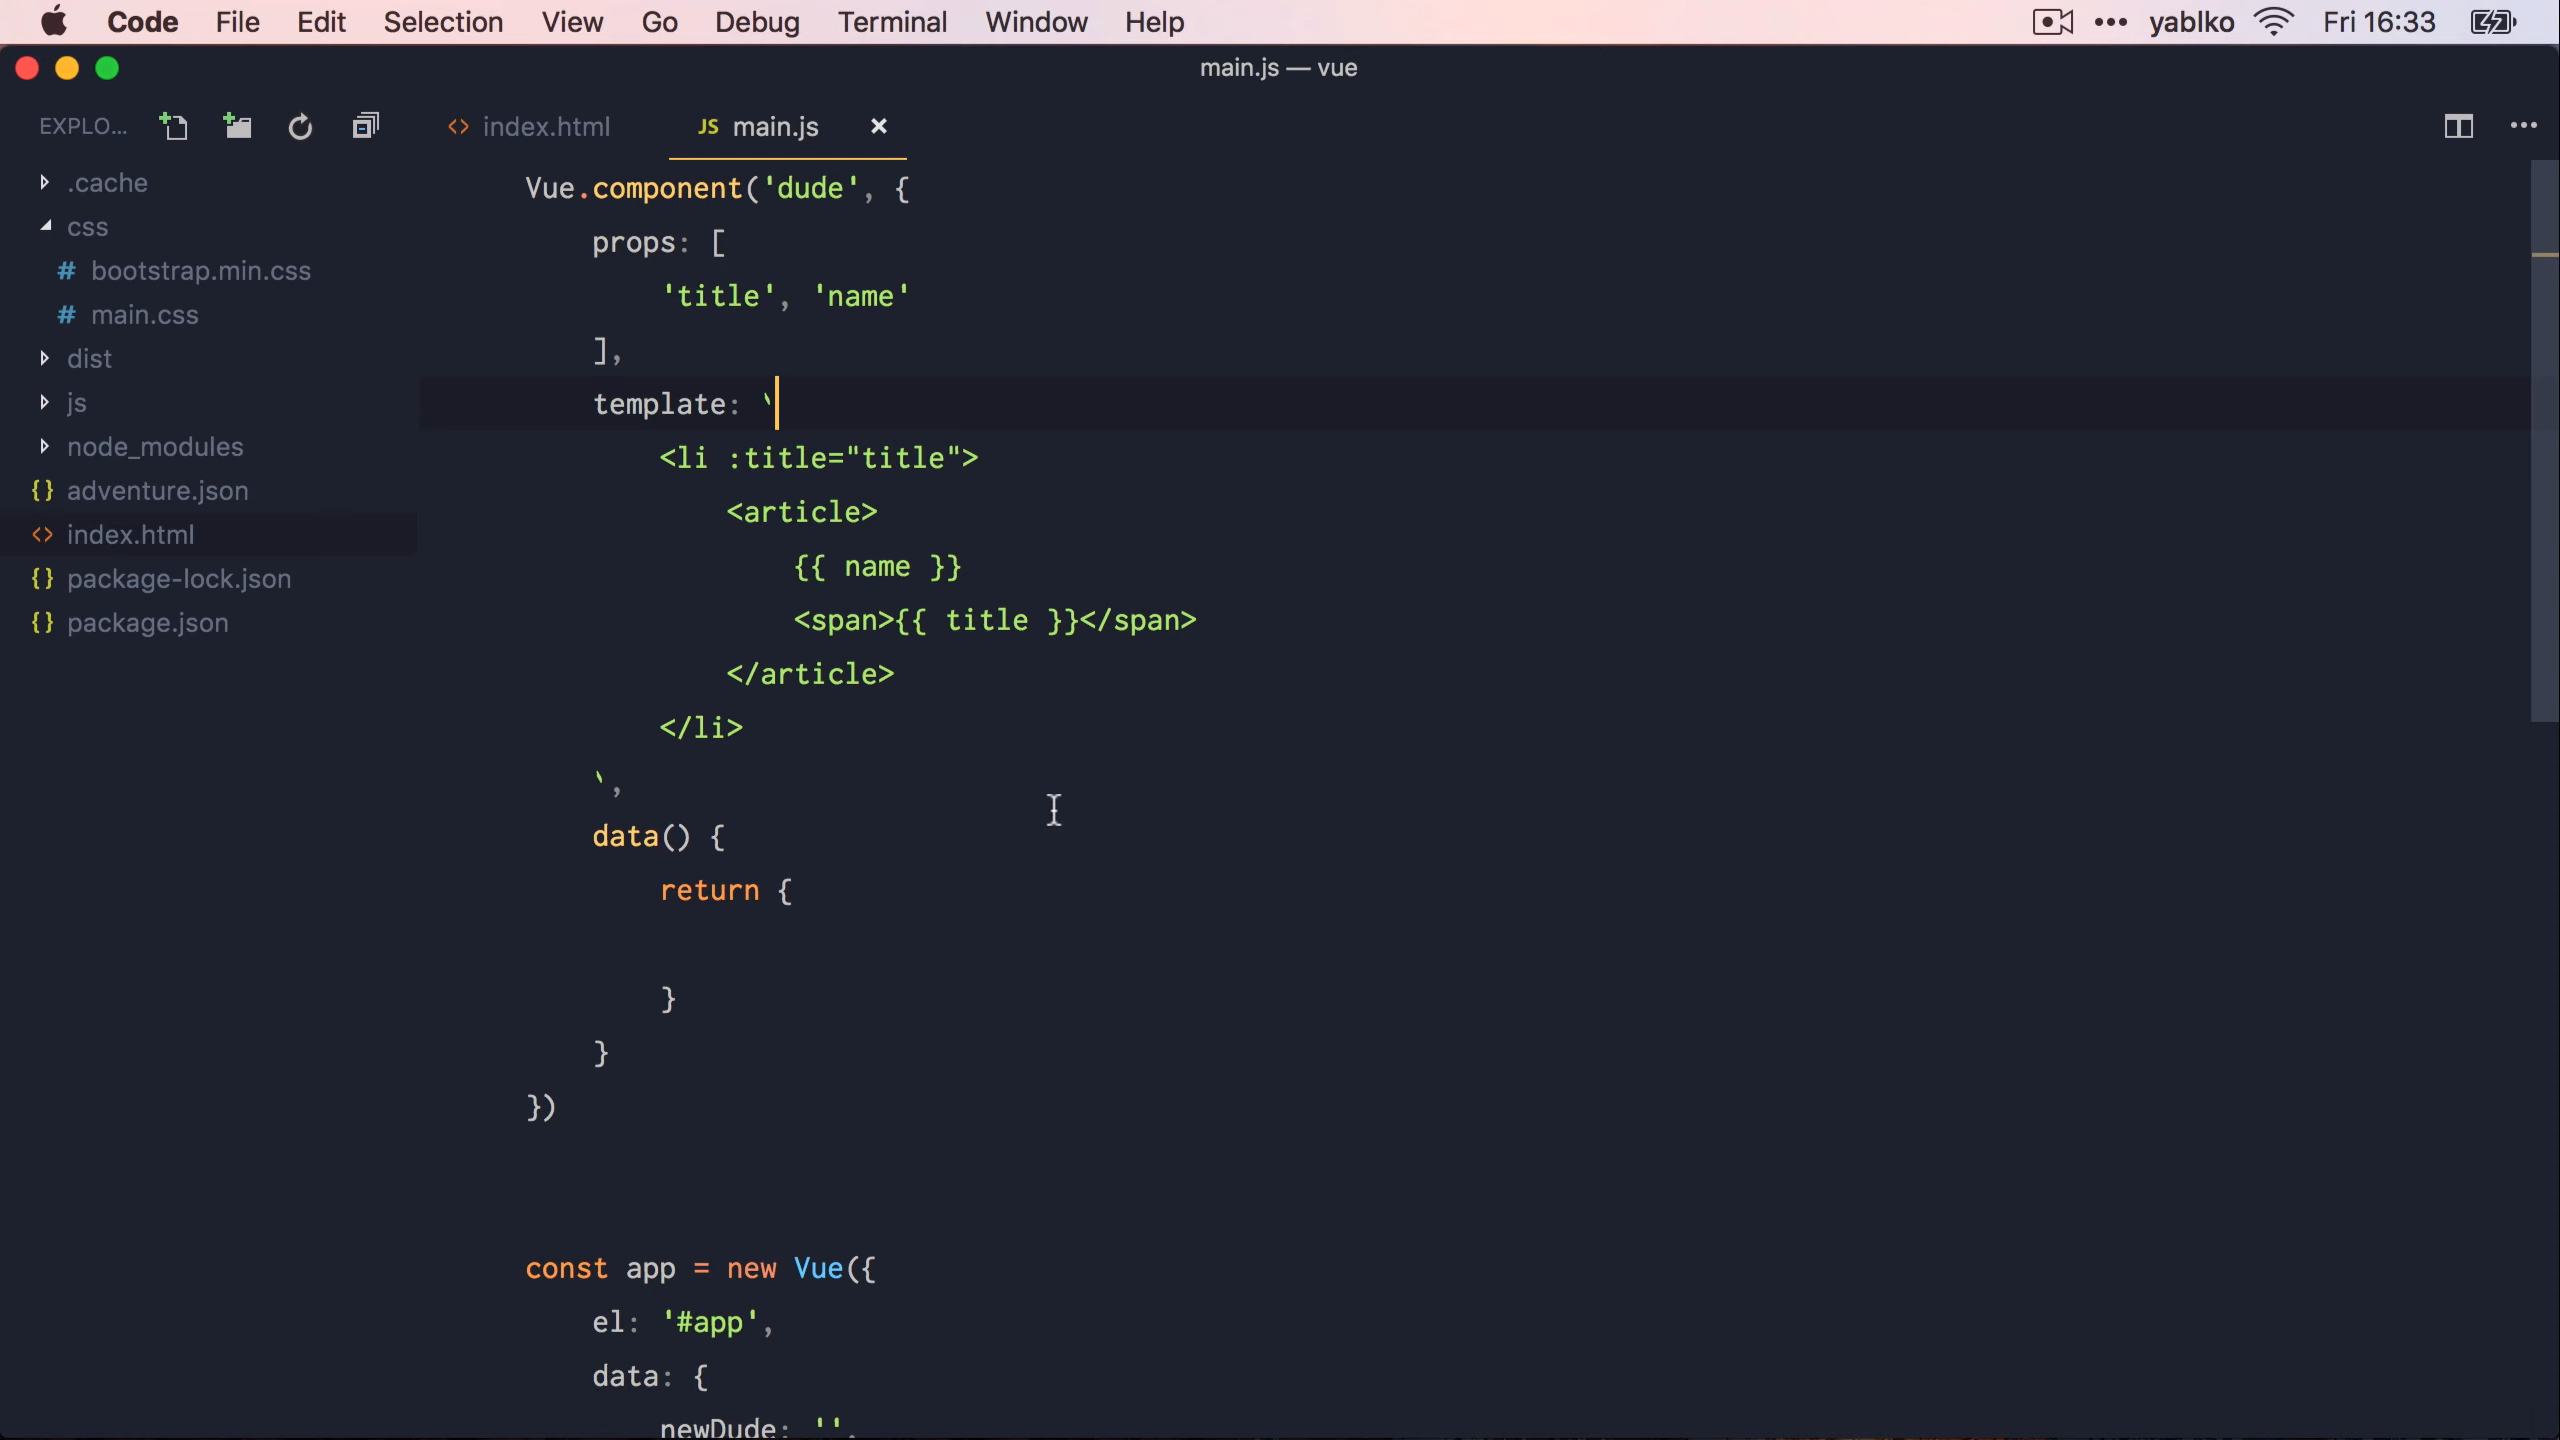 Code File Edit Selection View Go Debug Terminal Window Help ••• yablko Fri 16:33
main.js — vue
EXPLO...
index.html
JS main.js
.cache
css
# bootstrap.min.css
# main.css
dist
js
node_modules
{} adventure.json
<> index.html
{} package-lock.json
{} package.json
Vue.component('dude', {
props: [
'title', 'name'
],
template: `
<li :title="title">
<article>
{{ name }}
<span>{{ title }}</span>
</article>
</li>
`,
data() {
return {
}
}
})
const app = new Vue({
el: '#app',
data: {
newDude: '',